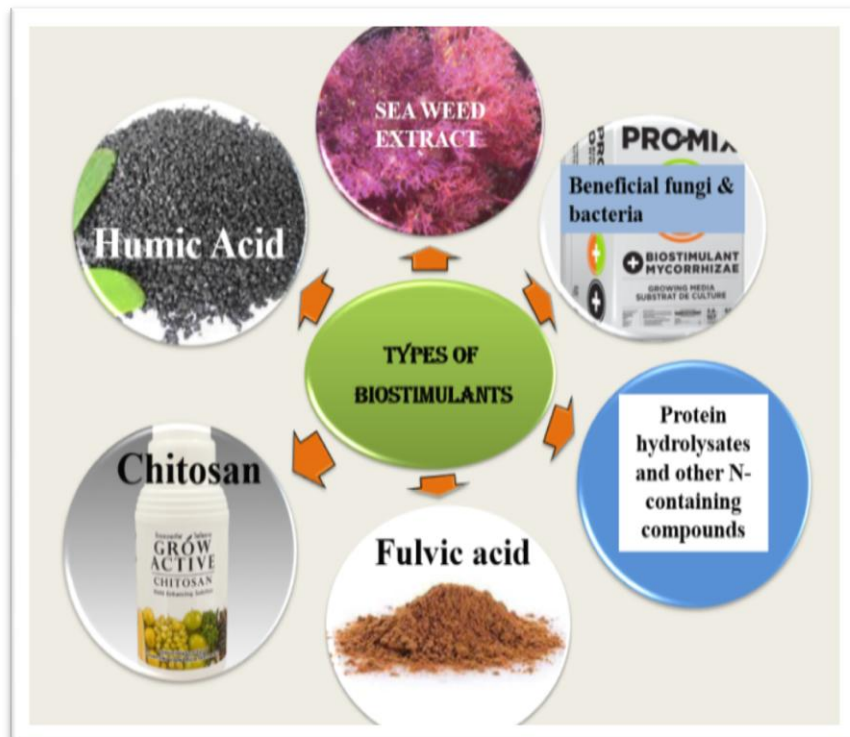 TYPES OF
BIOSTIMULANTS
SEA WEED
EXTRACT
PRO-MIX
Beneficial fungi &
bacteria
BIOSTIMULANT
MYCORRHIZAE
GROWING MEDIA
SUBSTRAT DE CULTURE
Protein
hydrolysates
and other N-
containing
compounds
Fulvic acid
Chitosan
GROW
ACTIVE
CHITOSAN
Humic Acid